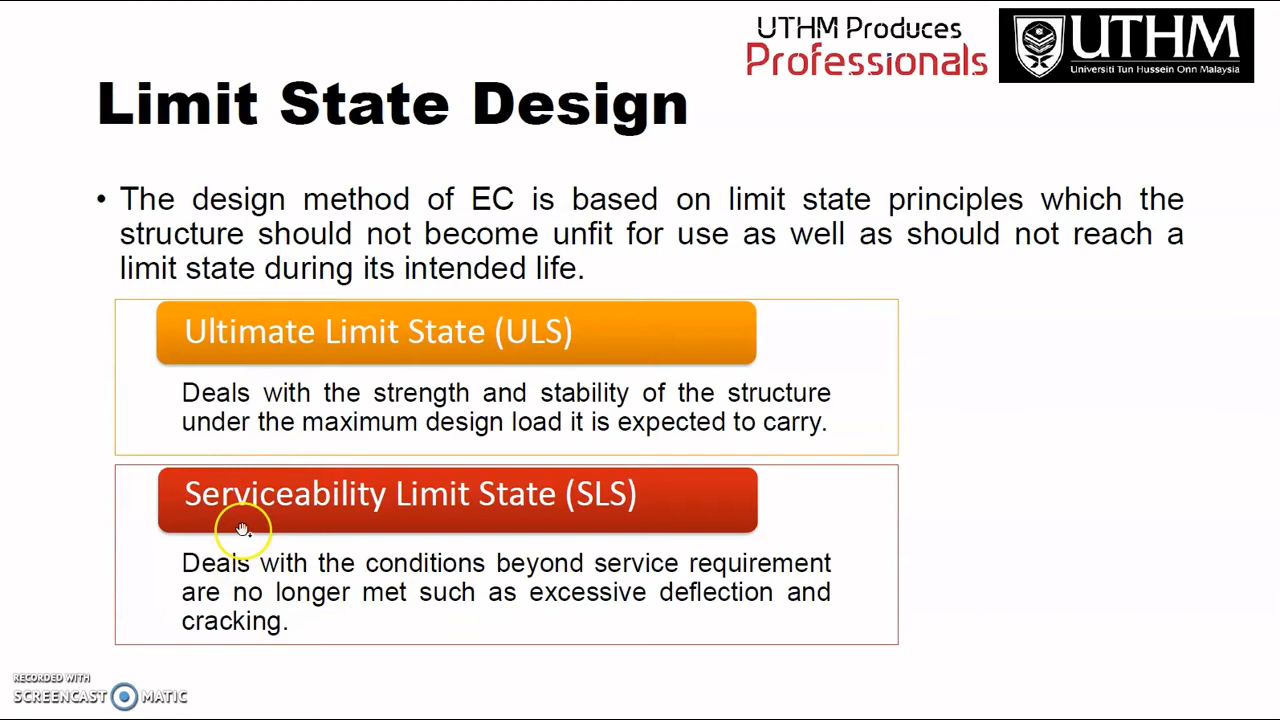 UTHM Produces
Professionals
UTHM
Universiti Tun Hussein Onn Malaysia
Limit State Design
• The design method of EC is based on limit state principles which the
structure should not become unfit for use as well as should not reach a
limit state during its intended life.
Ultimate Limit State (ULS)
Deals with the strength and stability of the structure
under the maximum design load it is expected to carry.
Serviceability Limit State (SLS)
Deals with the conditions beyond service requirement
are no longer met such as excessive deflection and
cracking.
RECORDED WITH
SCREENCAST MATIC